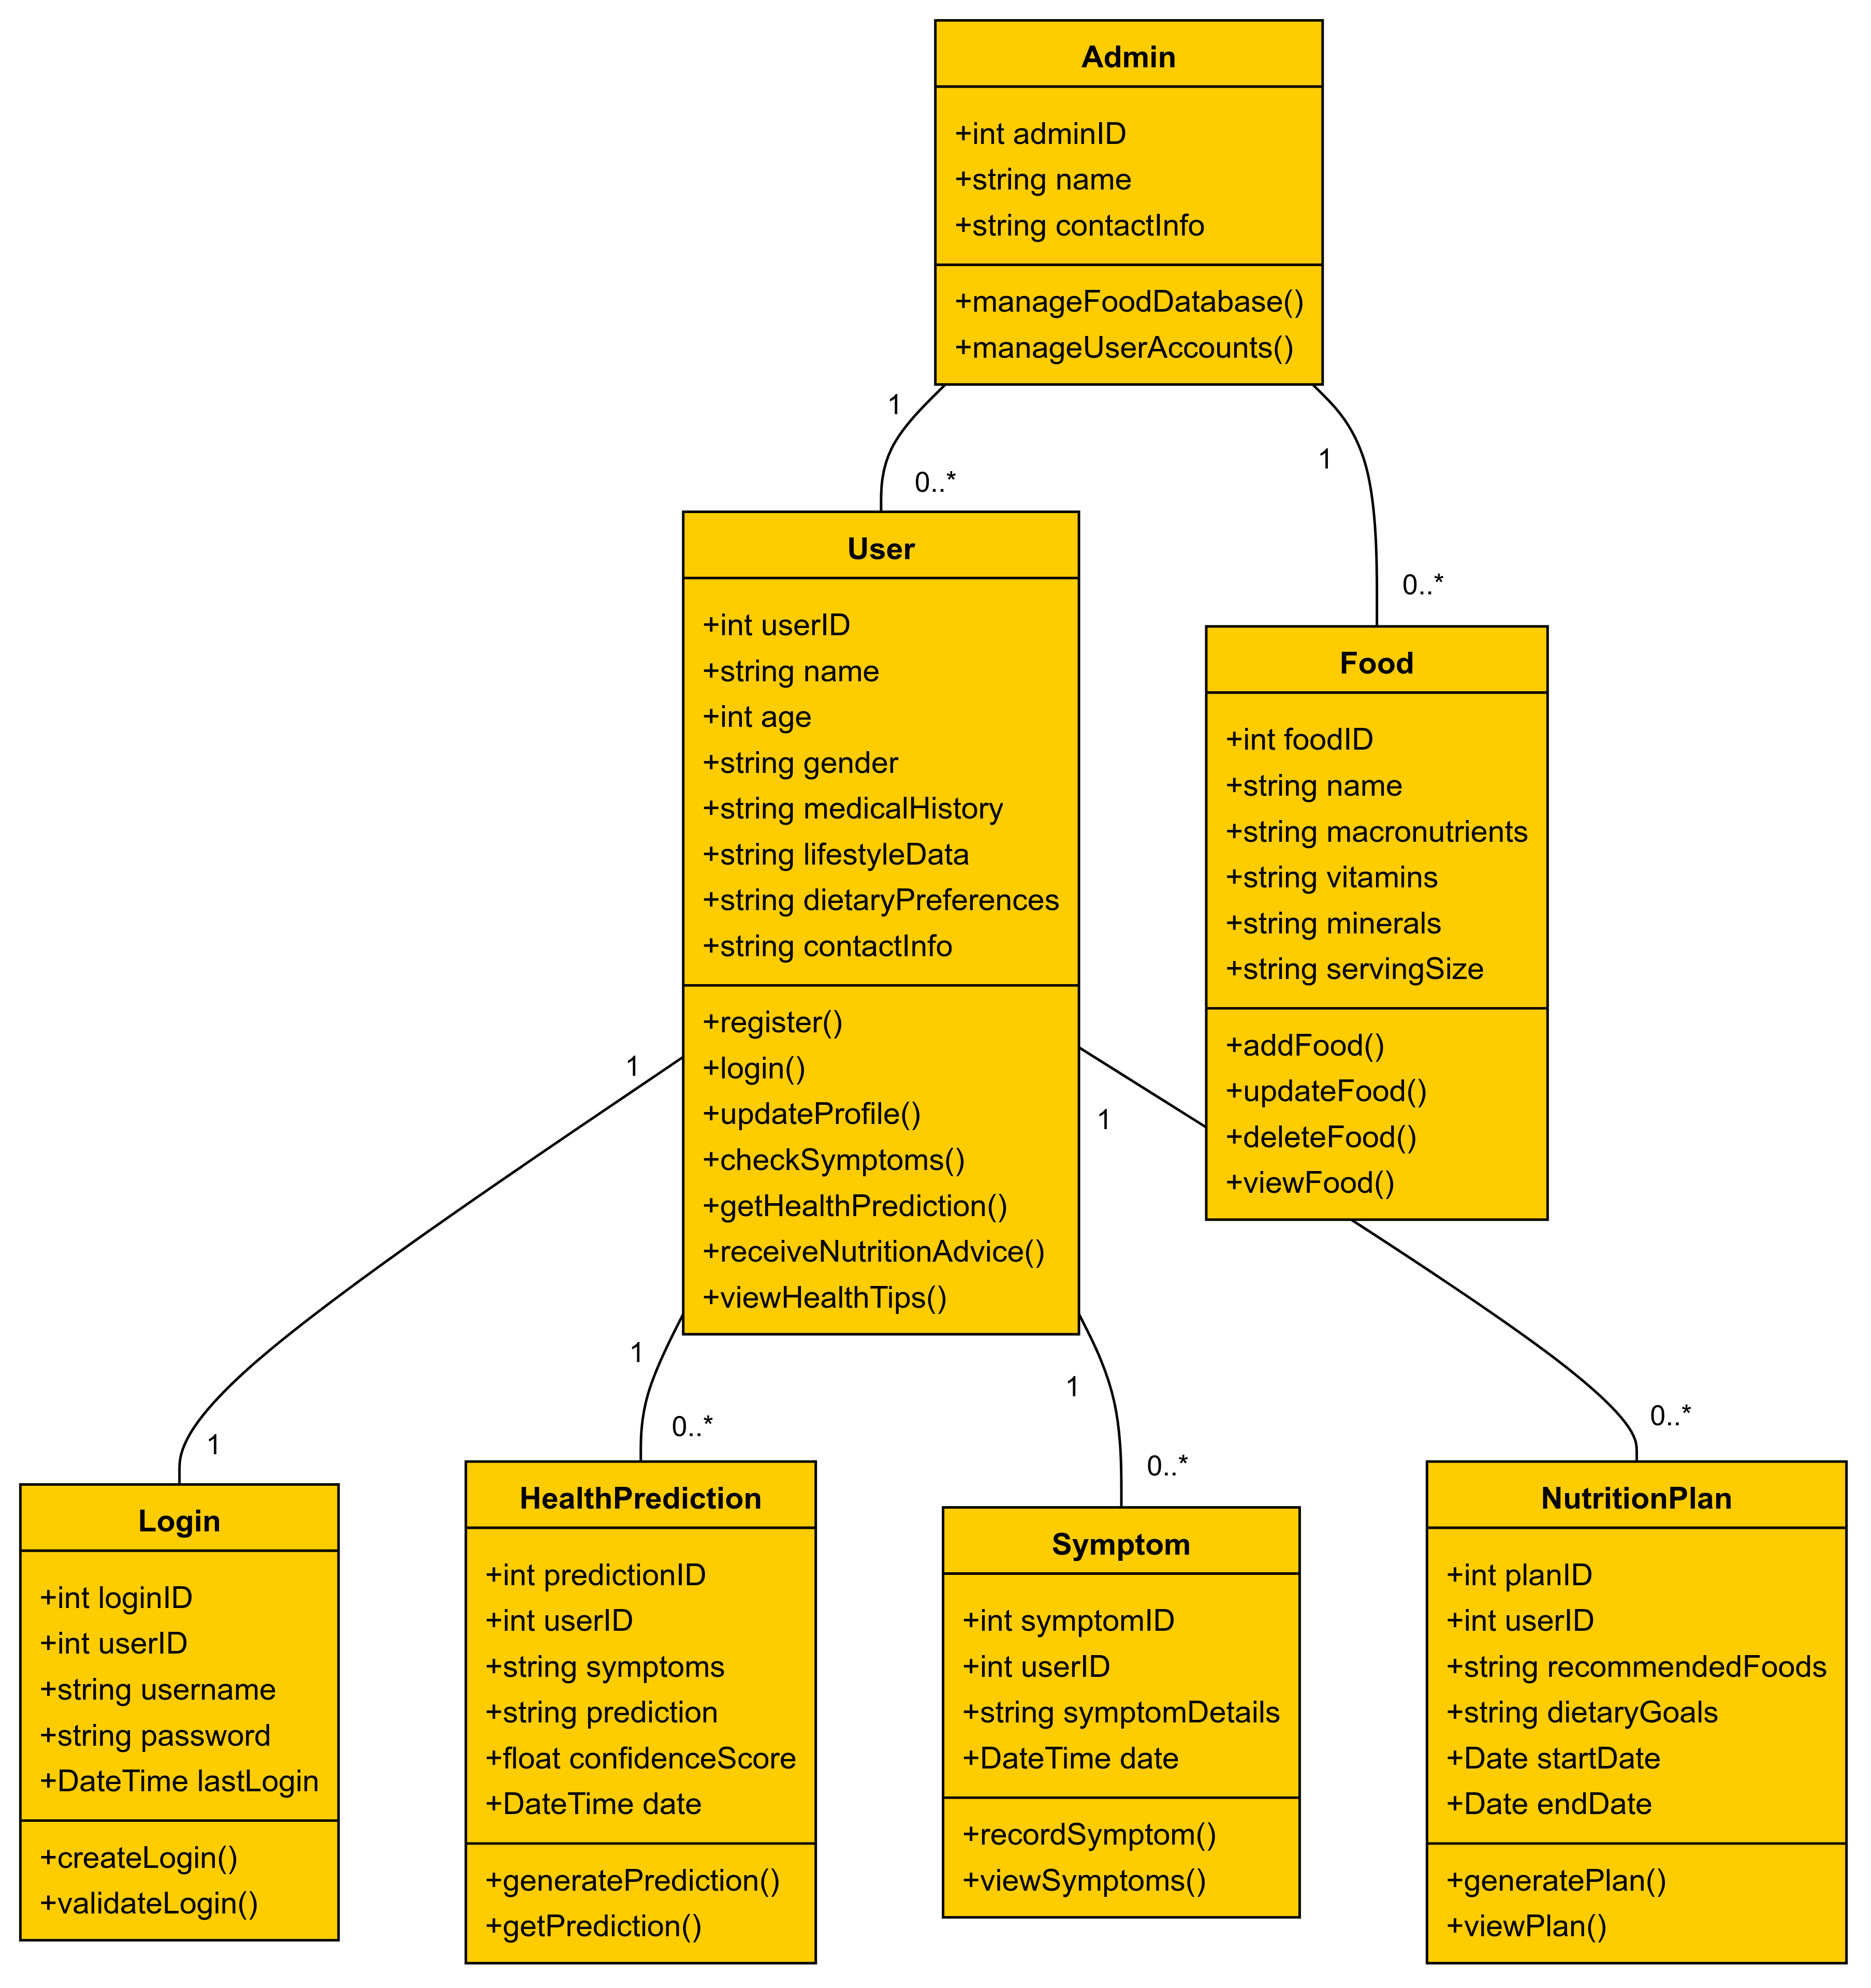 Admin
+int adminID
+string name
+string contactInfo
+manageFoodDatabase()
+manageUserAccounts()
1
0..*
1
0..*
User
+int userID
+string name
+int age
+string gender
+string medicalHistory
+string lifestyleData
+string dietaryPreferences
+string contactInfo
+register()
+login()
+updateProfile()
+checkSymptoms()
+getHealthPrediction()
+receiveNutritionAdvice()
+viewHealthTips()
Food
+int foodID
+string name
+string macronutrients
+string vitamins
+string minerals
+string servingSize
+addFood()
+updateFood()
+deleteFood()
+viewFood()
1
1
1
0..*
1
0..*
1
0..*
Login
+int loginID
+int userID
+string username
+string password
+DateTime lastLogin
+createLogin()
+validateLogin()
HealthPrediction
+int predictionID
+int userID
+string symptoms
+string prediction
+float confidenceScore
+DateTime date
+generatePrediction()
+getPrediction()
Symptom
+int symptomID
+int userID
+string symptomDetails
+DateTime date
+recordSymptom()
+viewSymptoms()
NutritionPlan
+int planID
+int userID
+string recommendedFoods
+string dietaryGoals
+Date startDate
+Date endDate
+generatePlan()
+viewPlan()